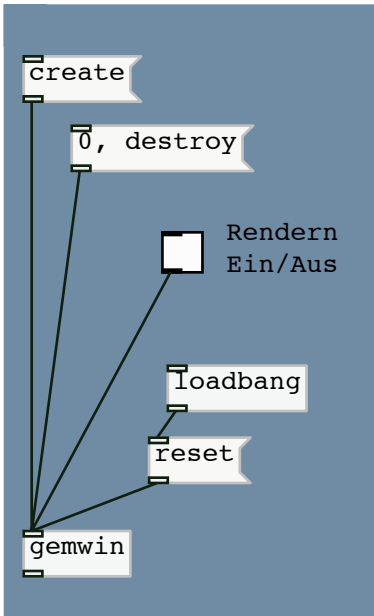 create
0, destroy
Rendern
Ein/Aus
loadbang
reset
gemwin